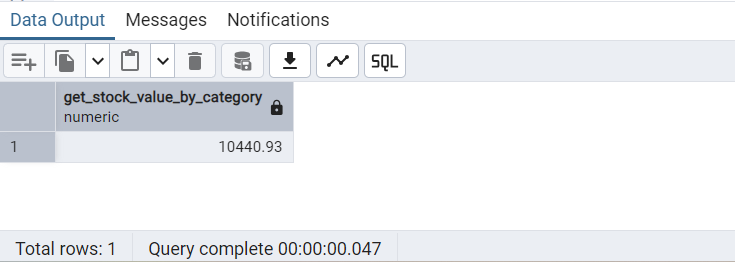 Data Output Messages Notifications
SQL
get_stock_value_by_category
numeric
1 10440.93
Total rows: 1 Query complete 00:00:00.047